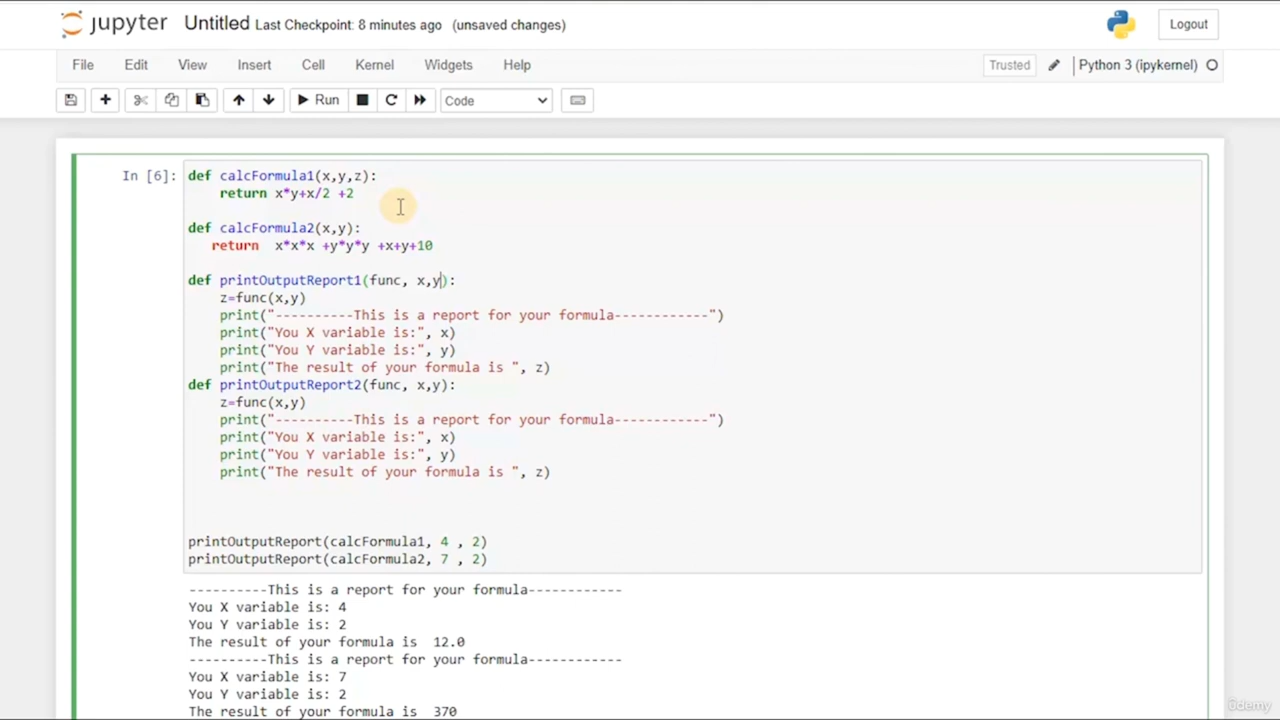 jupyter Untitled Last Checkpoint: 8 minutes ago (unsaved changes) Logout
File Edit View Insert Cell Kernel Widgets Help Trusted Python 3 (ipykernel)
Run Code
In [6]: def calcFormula1(x,y,z):
return x*y+x/2 +2
def calcFormula2(x,y):
return x*x*x +y*y*y +x+y+10
def printOutputReport1(func, x,y):
z=func(x,y)
print("----------This is a report for your formula------------")
print("You X variable is:", x)
print("You Y variable is:", y)
print("The result of your formula is ", z)
def printOutputReport2(func, x,y):
z=func(x,y)
print("----------This is a report for your formula------------")
print("You X variable is:", x)
print("You Y variable is:", y)
print("The result of your formula is ", z)
printOutputReport(calcFormula1, 4 , 2)
printOutputReport(calcFormula2, 7 , 2)
----------This is a report for your formula------------
You X variable is: 4
You Y variable is: 2
The result of your formula is  12.0
----------This is a report for your formula------------
You X variable is: 7
You Y variable is: 2
The result of your formula is  370
ûdemy